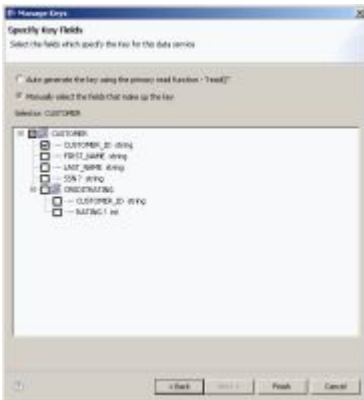 Manage Keys
Specify Key Fields
Select the fields which specify the key for this data service
Auto generate the key using the primary read function - "read()"
Manually select the fields that make up the key
Selector: CUSTOMER
CUSTOMER
CUSTOMER_ID string
FIRST_NAME string
LAST_NAME string
SSN ? string
CREDITRATING
CUSTOMER_ID string
RATING ? int
< Back
Next >
Finish
Cancel